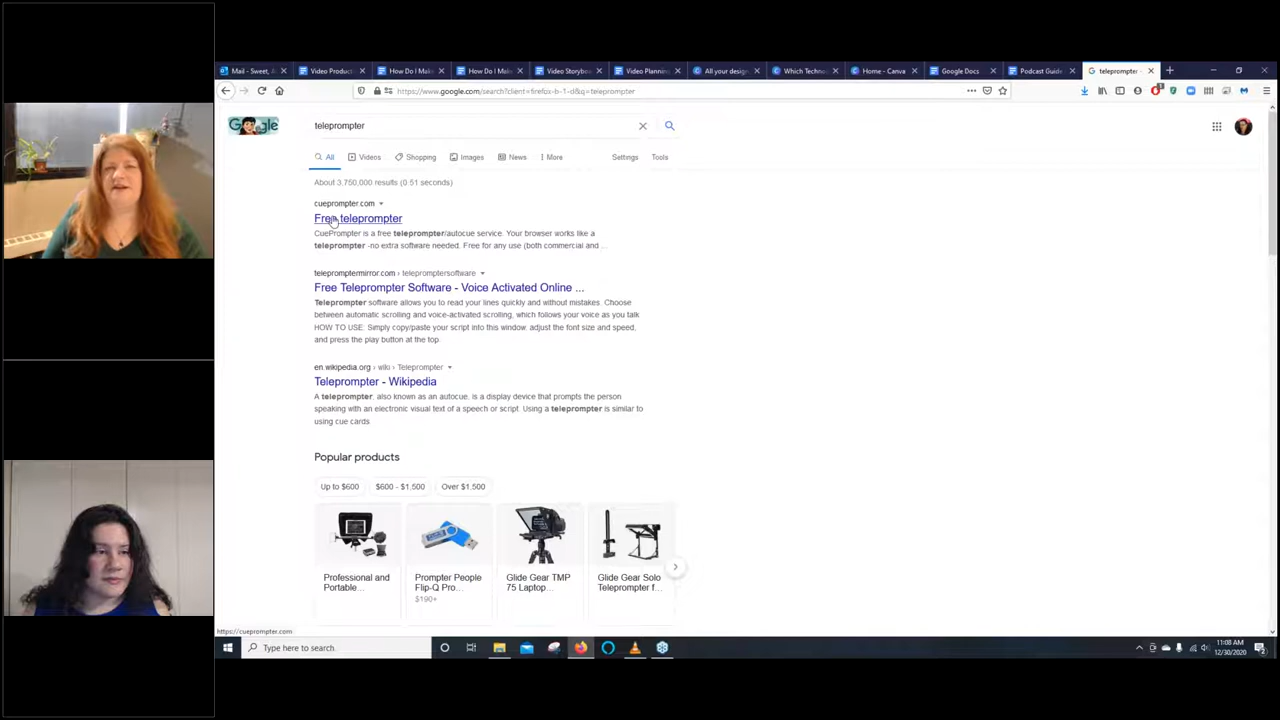 Mail - Sweet, A
Video Produc
How Do I Make
How Do I Make
Video Storybo
Video Planning
All your design
Which Techno
Home - Canva
Google Docs
Podcast Guide
teleprompter -
https://www.google.com/search?client=firefox-b-1-d&q=teleprompter
teleprompter
All
Videos
Shopping
Images
News
More
Settings
Tools
About 3,750,000 results (0.51 seconds)
cueprompter.com
Free teleprompter
CuePrompter is a free teleprompter/autocue service. Your browser works like a
teleprompter -no extra software needed. Free for any use (both commercial and ...
telepromptermirror.com › telepromptersoftware
Free Teleprompter Software - Voice Activated Online ...
Teleprompter software allows you to read your lines quickly and without mistakes. Choose
between automatic scrolling and voice-activated scrolling, which follows your voice as you talk
HOW TO USE: Simply copy/paste your script into this window, adjust the font size and speed,
and press the play button at the top.
en.wikipedia.org › wiki › Teleprompter
Teleprompter - Wikipedia
A teleprompter, also known as an autocue, is a display device that prompts the person
speaking with an electronic visual text of a speech or script. Using a teleprompter is similar to
using cue cards
Popular products
Up to $600
$600 - $1,500
Over $1,500
Professional and
Portable...
Prompter People
Flip-Q Pro...
$190+
Glide Gear TMP
75 Laptop...
Glide Gear Solo
Teleprompter f...
https://cueprompter.com
Type here to search
11:08 AM
12/30/2020